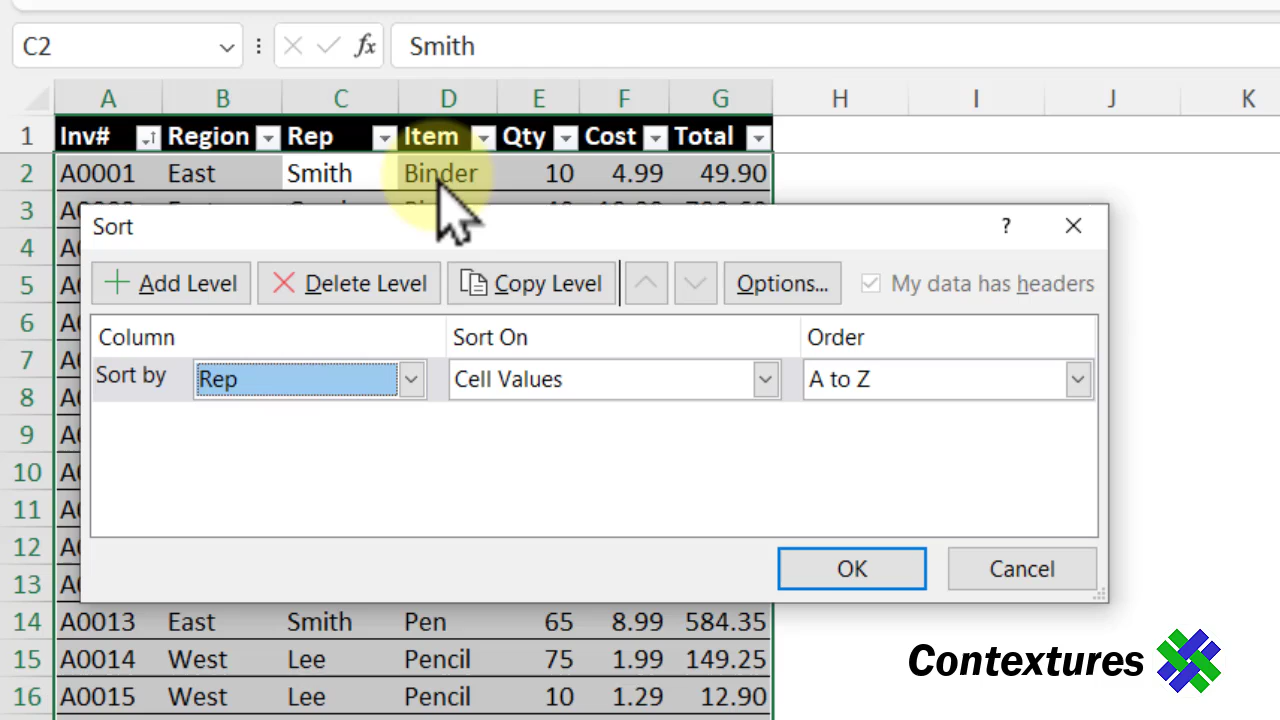 C2 fx Smith
A B C D E F G H I J K
1 Inv# Region Rep Item Qty Cost Total
2 A0001 East Smith Binder 10 4.99 49.90
3
Sort ?
4
Add Level Delete Level Copy Level Options... My data has headers
5
6 Column Sort On Order
7 Sort by Rep Cell Values A to Z
8
9
10
11
12 OK Cancel
13
14 A0013 East Smith Pen 65 8.99 584.35
15 A0014 West Lee Pencil 75 1.99 149.25
16 A0015 West Lee Pencil 10 1.29 12.90
Contextures